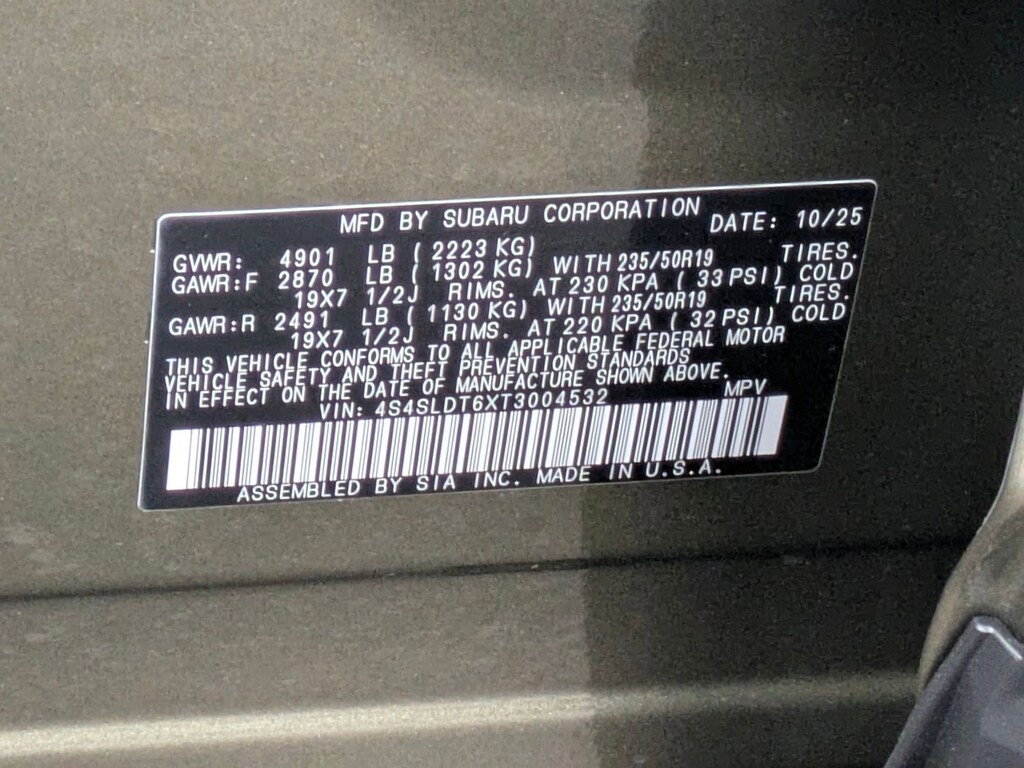 MFD BY SUBARU CORPORATION DATE: 10/25
GVWR: 4901 LB ( 2223 KG)
GAWR:F 2870 LB ( 1302 KG) WITH 235/50R19 TIRES.
19X7 1/2J RIMS. AT 230 KPA ( 33 PSI) COLD
GAWR:R 2491 LB ( 1130 KG) WITH 235/50R19 TIRES.
19X7 1/2J RIMS. AT 220 KPA ( 32 PSI) COLD
THIS VEHICLE CONFORMS TO ALL APPLICABLE FEDERAL MOTOR
VEHICLE SAFETY AND THEFT PREVENTION STANDARDS
IN EFFECT ON THE DATE OF MANUFACTURE SHOWN ABOVE.
VIN: 4S4SLDT6XT3004532 MPV
ASSEMBLED BY SIA INC. MADE IN U.S.A.